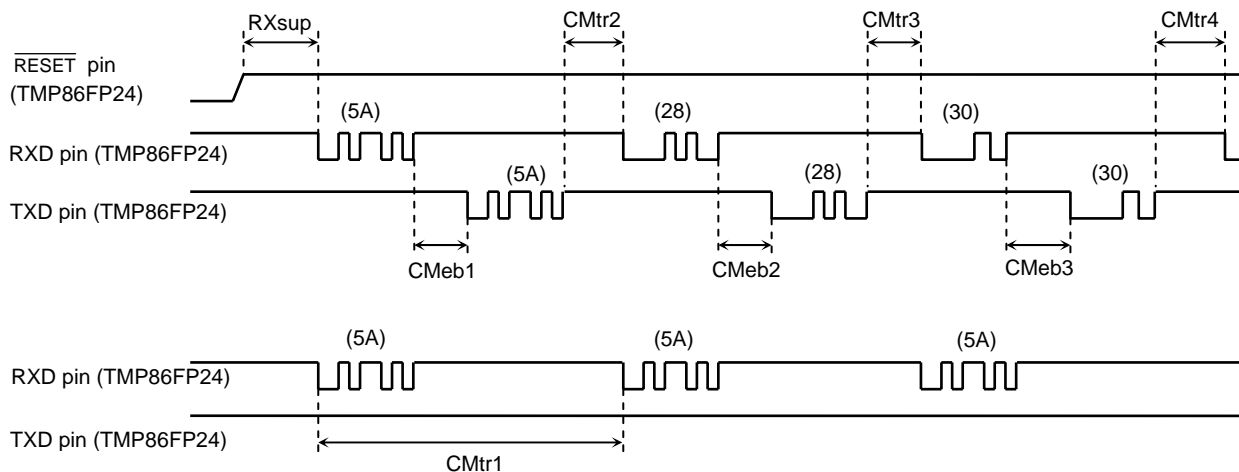 RXsup
CMtr2
CMtr3
CMtr4
RESET pin
(TMP86FP24)
(5A)
(28)
(30)
RXD pin (TMP86FP24)
(5A)
(28)
(30)
TXD pin (TMP86FP24)
CMeb1
CMeb2
CMeb3
(5A)
(5A)
(5A)
RXD pin (TMP86FP24)
TXD pin (TMP86FP24)
CMtr1